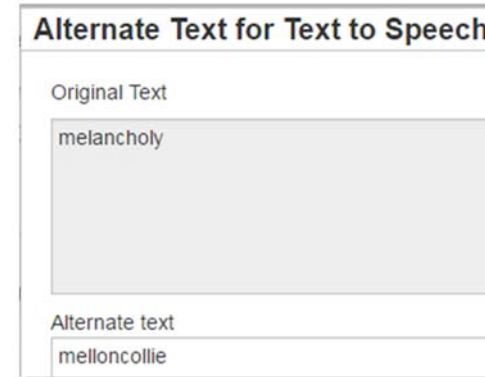 Alternate Text for Text to Speech
Original Text
melancholy
Alternate text
melloncollie